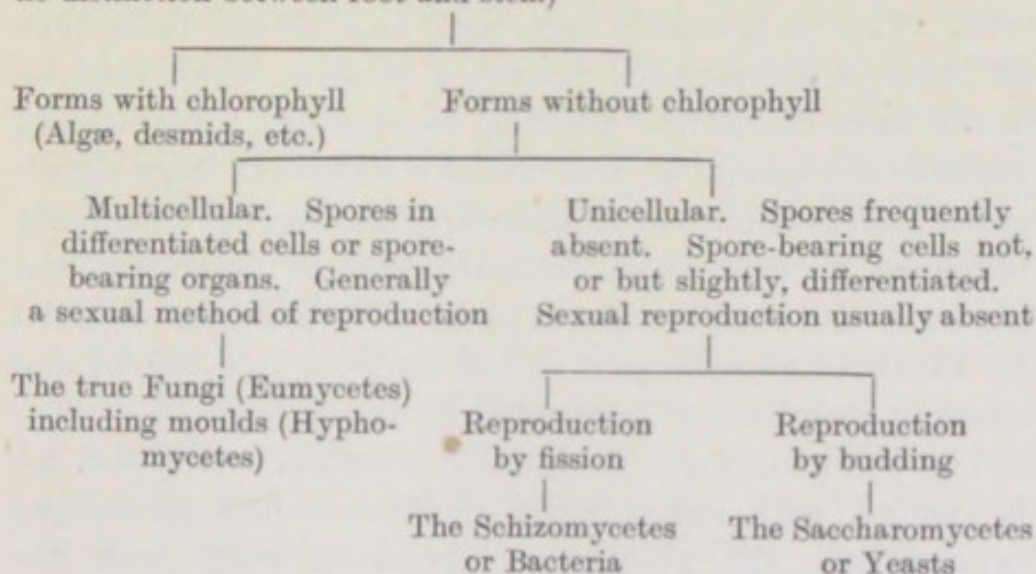 Forms with chlorophyll
(Algæ, desmids, etc.)
Forms without chlorophyll
Multicellular. Spores in
differentiated cells or spore-
bearing organs. Generally
a sexual method of reproduction
Unicellular. Spores frequently
absent. Spore-bearing cells not,
or but slightly, differentiated.
Sexual reproduction usually absent
The true Fungi (Eumycetes)
including moulds (Hypho-
mycetes)
Reproduction
by fission
Reproduction
by budding
The Schizomycetes
or Bacteria
The Saccharomycetes
or Yeasts